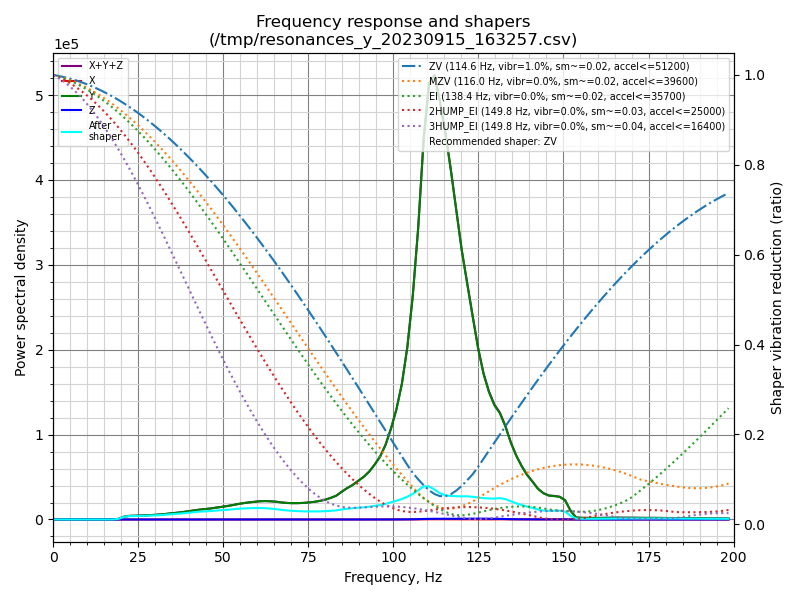 Frequency response and shapers
(/tmp/resonances_y_20230915_163257.csv)
1e5
X+Y+Z
X
Y
Z
After
shaper
ZV (114.6 Hz, vibr=1.0%, sm~=0.02, accel<=51200)
MZV (116.0 Hz, vibr=0.0%, sm~=0.02, accel<=39600)
EI (138.4 Hz, vibr=0.0%, sm~=0.02, accel<=35700)
2HUMP_EI (149.8 Hz, vibr=0.0%, sm~=0.03, accel<=25000)
3HUMP_EI (149.8 Hz, vibr=0.0%, sm~=0.04, accel<=16400)
Recommended shaper: ZV
5
4
3
2
1
0
Power spectral density
1.0
0.8
0.6
0.4
0.2
0.0
Shaper vibration reduction (ratio)
0 25 50 75 100 125 150 175 200
Frequency, Hz